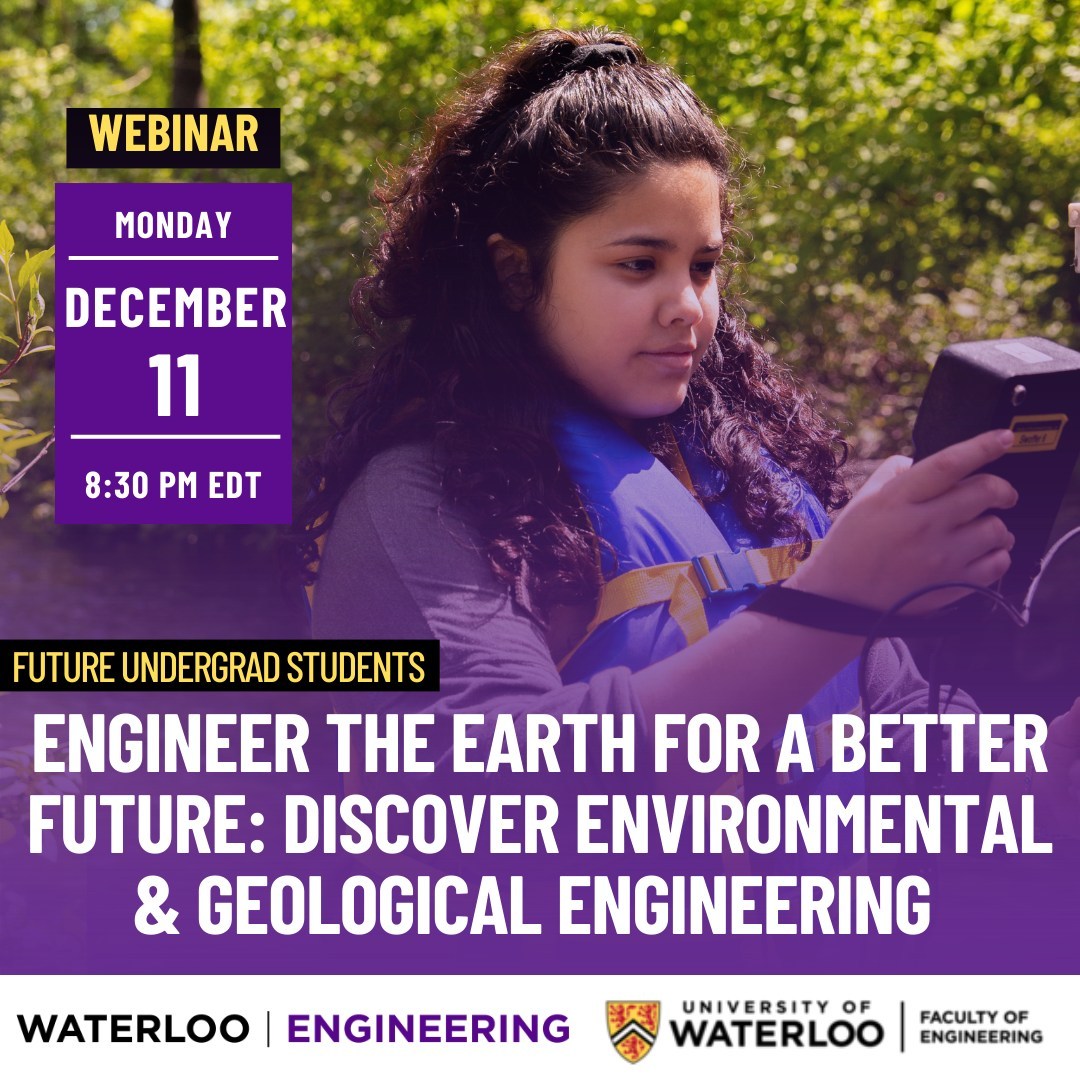 WEBINAR
MONDAY
DECEMBER
11
8:30 PM EDT
FUTURE UNDERGRAD STUDENTS
ENGINEER THE EARTH FOR A BETTER
FUTURE: DISCOVER ENVIRONMENTAL
& GEOLOGICAL ENGINEERING
WATERLOO | ENGINEERING
UNIVERSITY OF
WATERLOO
FACULTY OF
ENGINEERING